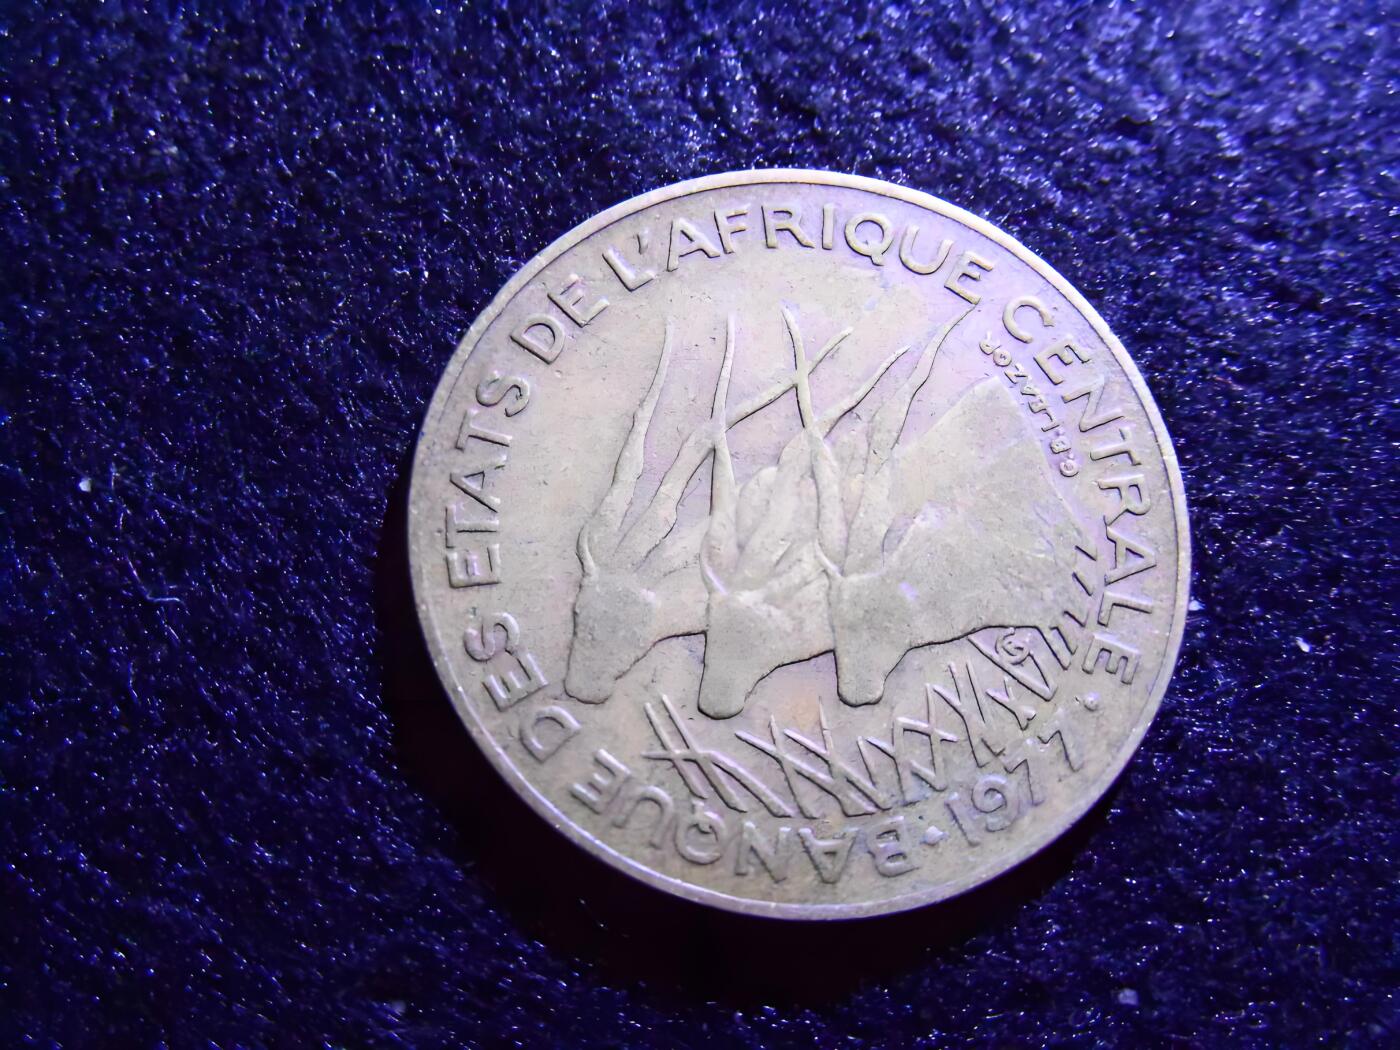 BANQUE DES ETATS DE L'AFRIQUE CENTRALE · 1977 ·
G.B.L.BAZOR